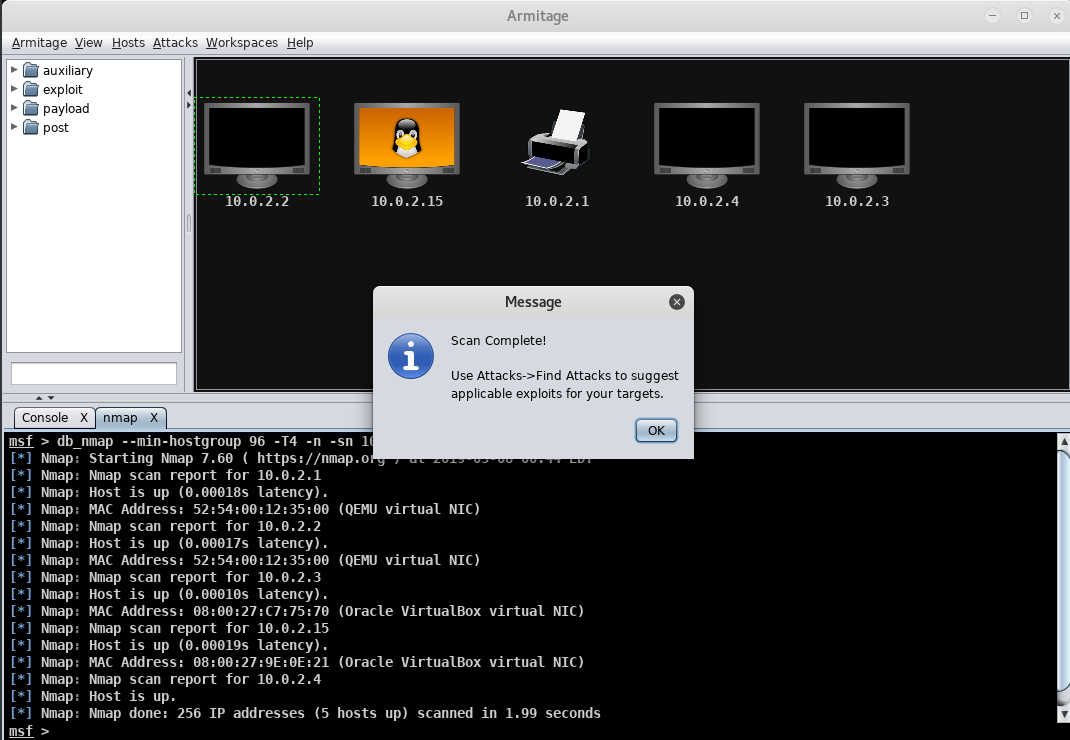 Armitage
Armitage View Hosts Attacks Workspaces Help
auxiliary
exploit
payload
post
10.0.2.2
10.0.2.15
10.0.2.1
10.0.2.4
10.0.2.3
Message
Scan Complete!
Use Attacks->Find Attacks to suggest
applicable exploits for your targets.
OK
Console X nmap X
msf > db_nmap --min-hostgroup 96 -T4 -n -sn
[*] Nmap: Starting Nmap 7.60 ( https://nmap.org ) at
[*] Nmap: Nmap scan report for 10.0.2.1
[*] Nmap: Host is up (0.00018s latency).
[*] Nmap: MAC Address: 52:54:00:12:35:00 (QEMU virtual NIC)
[*] Nmap: Nmap scan report for 10.0.2.2
[*] Nmap: Host is up (0.00017s latency).
[*] Nmap: MAC Address: 52:54:00:12:35:00 (QEMU virtual NIC)
[*] Nmap: Nmap scan report for 10.0.2.3
[*] Nmap: Host is up (0.00010s latency).
[*] Nmap: MAC Address: 08:00:27:C7:75:70 (Oracle VirtualBox virtual NIC)
[*] Nmap: Nmap scan report for 10.0.2.15
[*] Nmap: Host is up (0.00019s latency).
[*] Nmap: MAC Address: 08:00:27:9E:0E:21 (Oracle VirtualBox virtual NIC)
[*] Nmap: Nmap scan report for 10.0.2.4
[*] Nmap: Host is up.
[*] Nmap: Nmap done: 256 IP addresses (5 hosts up) scanned in 1.99 seconds
msf >